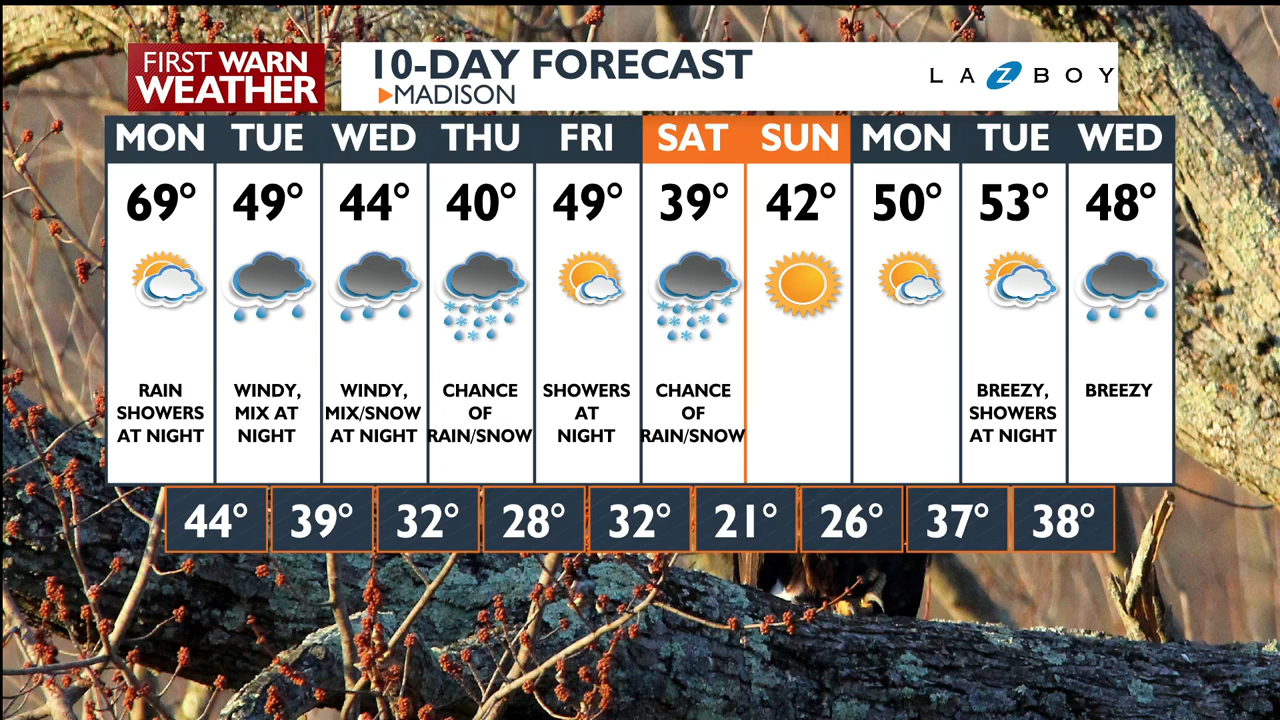 FIRST WARN
WEATHER
10-DAY FORECAST
MADISON
LA Z BOY
MON TUE WED THU FRI SAT SUN MON TUE WED
69° 49° 44° 40° 49° 39° 42° 50° 53° 48°
RAIN
SHOWERS
AT NIGHT
WINDY,
MIX AT
NIGHT
WINDY,
MIX/SNOW
AT NIGHT
CHANCE
OF
RAIN/SNOW
SHOWERS
AT
NIGHT
CHANCE
OF
RAIN/SNOW
BREEZY,
SHOWERS
AT NIGHT
BREEZY
44° 39° 32° 28° 32° 21° 26° 37° 38°